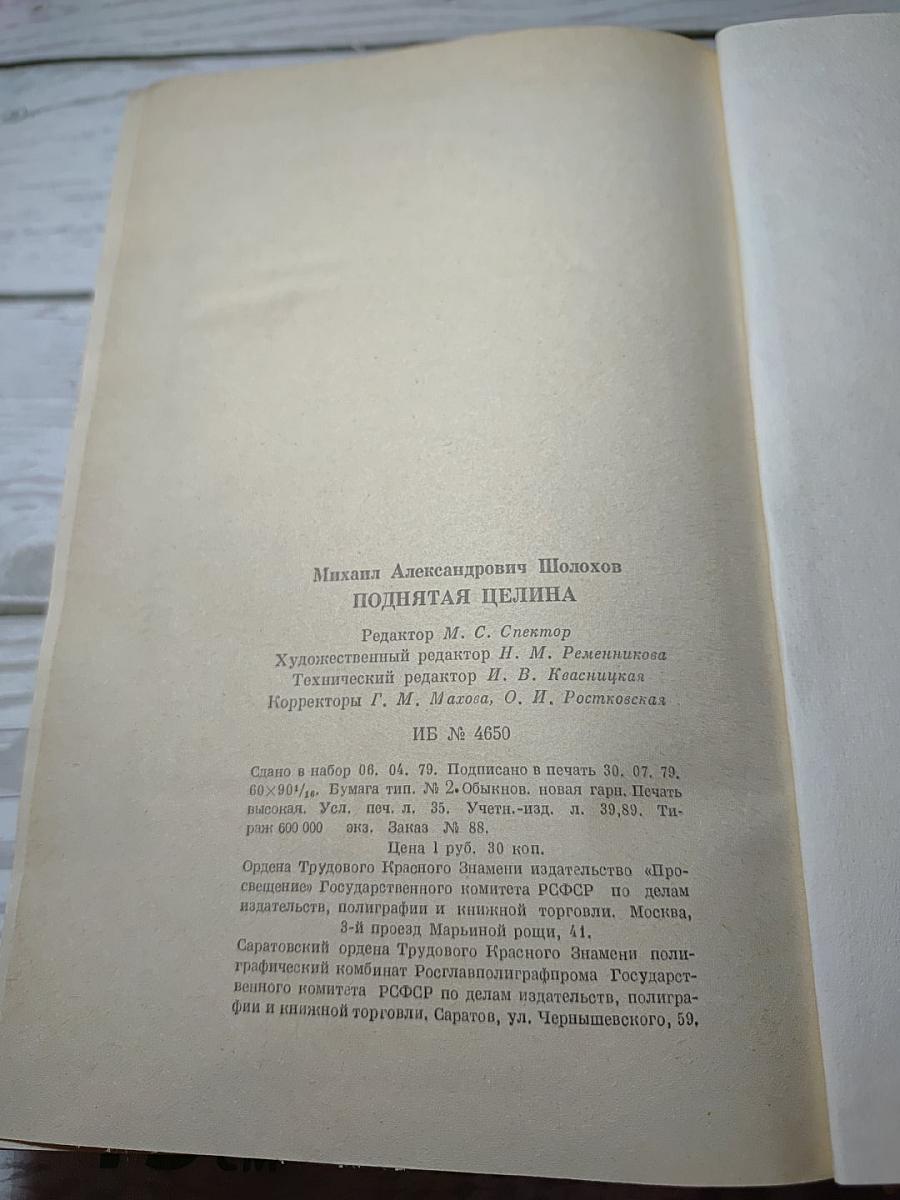 Михаил Александрович Шолохов
ПОДНЯТАЯ ЦЕЛИНА
Редактор М. С. Спектор
Художественный редактор Н. М. Ременникова
Технический редактор И. В. Квасницкая
Корректоры Г. М. Махова, О. И. Ростковская
ИБ № 4650
Сдано в набор 06. 04. 79. Подписано в печать 30. 07. 79.
60×90¹/₁₆. Бумага тип. № 2. Обыкнов. новая гарн. Печать
высокая. Усл. печ. л. 35. Учетн.-изд. л. 39,89. Ти-
раж 600 000 экз. Заказ № 88.
Цена 1 руб. 30 коп.
Ордена Трудового Красного Знамени издательство «Про-
свещение» Государственного комитета РСФСР по делам
издательств, полиграфии и книжной торговли. Москва,
3-й проезд Марьиной рощи, 41.
Саратовский ордена Трудового Красного Знамени поли-
графический комбинат Росглавполиграфпрома Государст-
венного комитета РСФСР по делам издательств, полигра-
фии и книжной торговли. Саратов, ул. Чернышевского, 59.